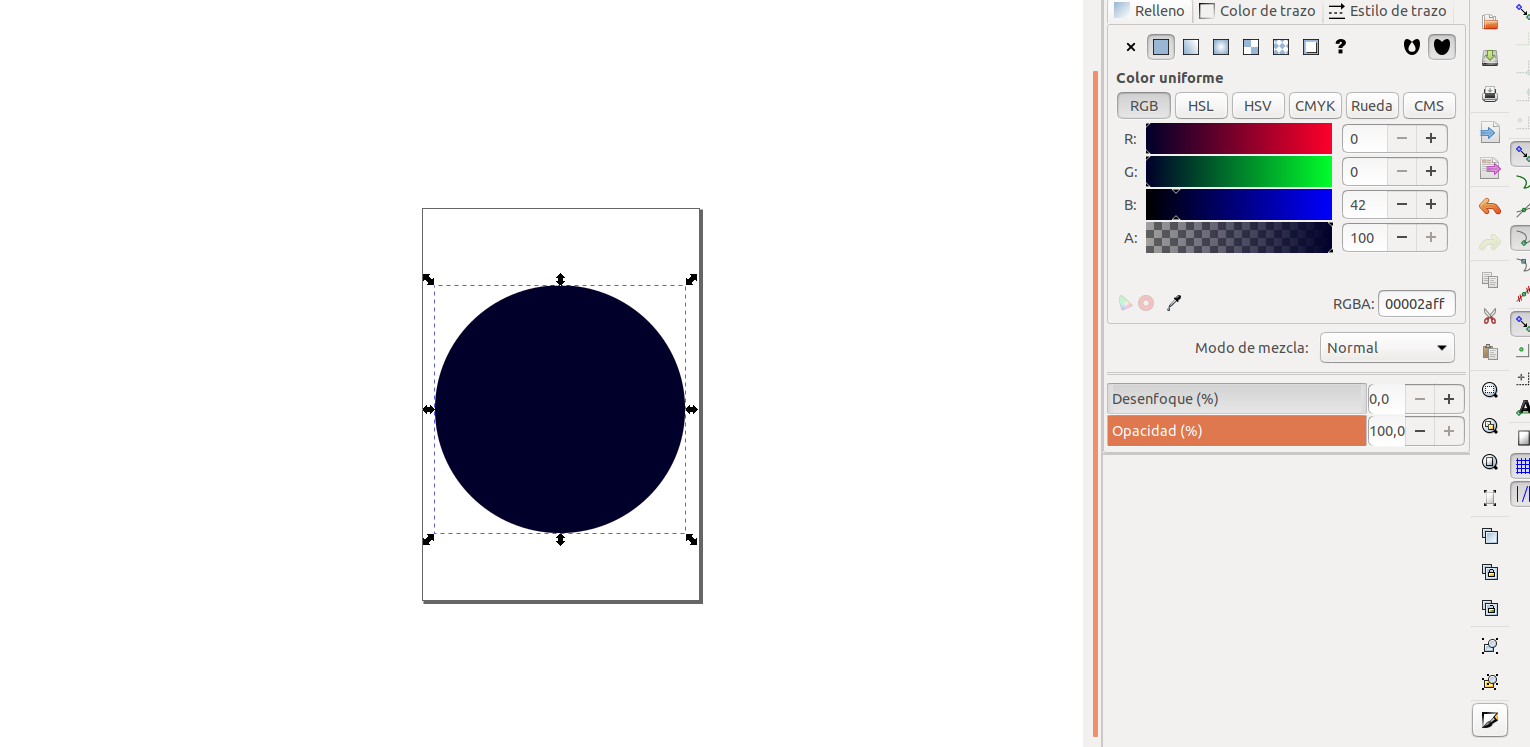 Relleno Color de trazo Estilo de trazo
?
Color uniforme
RGB HSL HSV CMYK Rueda CMS
R: 0
G: 0
B: 42
A: 100
RGBA: 00002aff
Modo de mezcla: Normal
Desenfoque (%) 0,0
Opacidad (%) 100,0